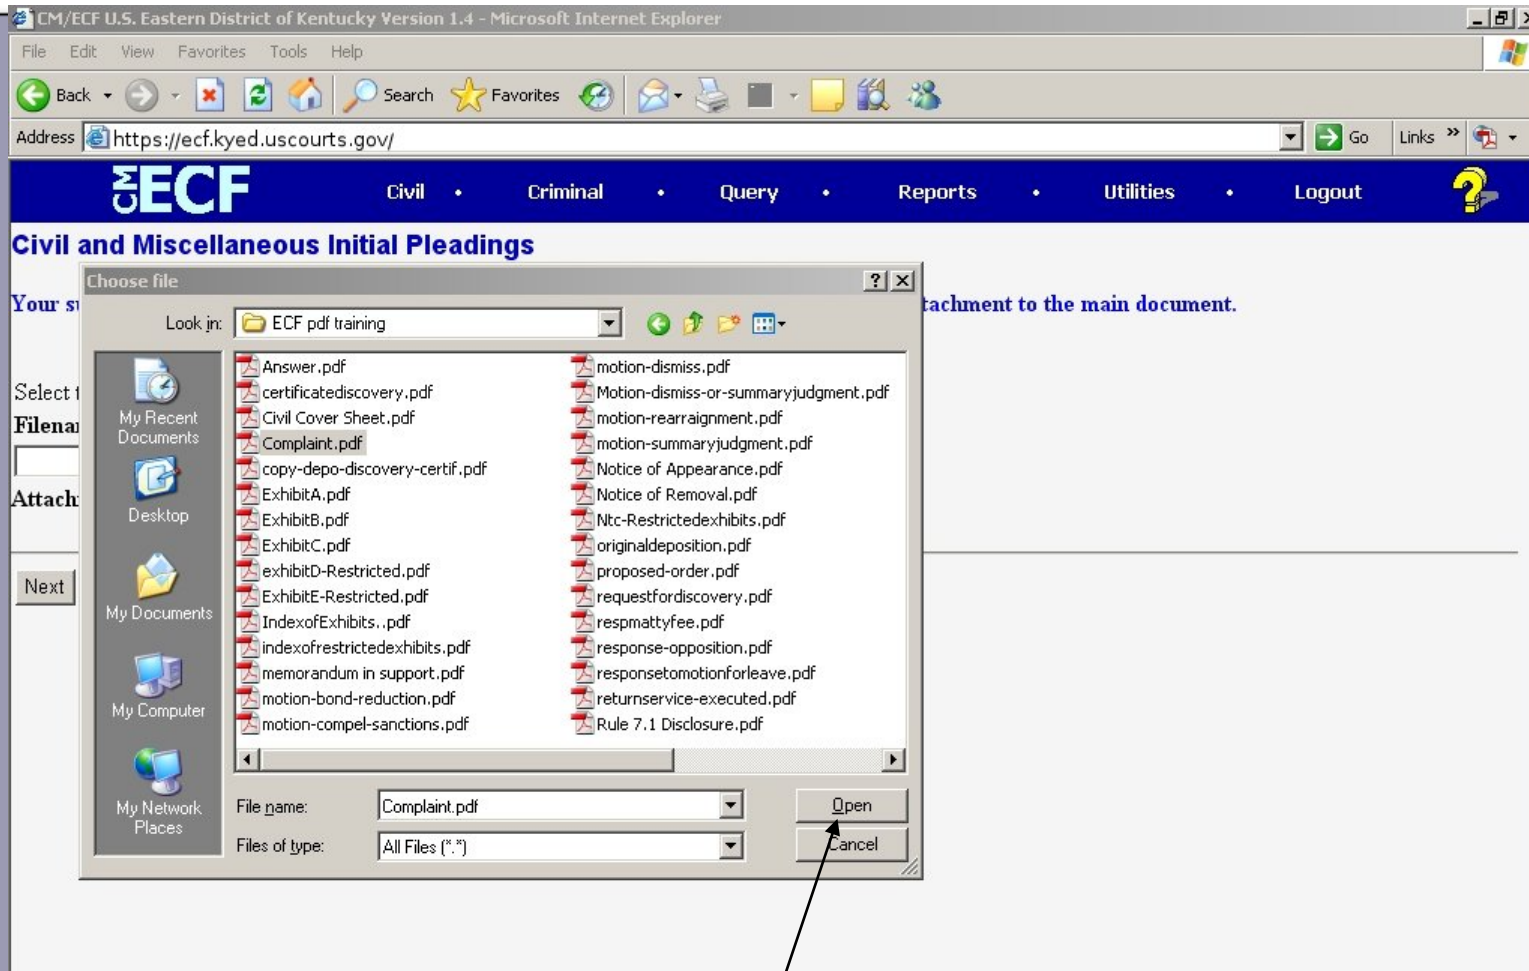 CM/ECF U.S. Eastern District of Kentucky Version 1.4 - Microsoft Internet Explorer
File Edit View Favorites Tools Help
Back Search Favorites
Address https://ecf.kyed.uscourts.gov/ Go Links »
CM ECF Civil • Criminal • Query • Reports • Utilities • Logout ?
Civil and Miscellaneous Initial Pleadings
Choose file ?
Your
tachment to the main document.
Look in: ECF pdf training
Select
Filena
Attach
Next
My Recent
Documents
Desktop
My Documents
My Computer
My Network
Places
Answer.pdf
certificatediscovery.pdf
Civil Cover Sheet.pdf
Complaint.pdf
copy-depo-discovery-certif.pdf
ExhibitA.pdf
ExhibitB.pdf
ExhibitC.pdf
exhibitD-Restricted.pdf
ExhibitE-Restricted.pdf
IndexofExhibits..pdf
indexofrestrictedexhibits.pdf
memorandum in support.pdf
motion-bond-reduction.pdf
motion-compel-sanctions.pdf
motion-dismiss.pdf
Motion-dismiss-or-summaryjudgment.pdf
motion-rearraignment.pdf
motion-summaryjudgment.pdf
Notice of Appearance.pdf
Notice of Removal.pdf
Ntc-Restrictedexhibits.pdf
originaldeposition.pdf
proposed-order.pdf
requestfordiscovery.pdf
respmattyfee.pdf
response-opposition.pdf
responsetomotionforleave.pdf
returnservice-executed.pdf
Rule 7.1 Disclosure.pdf
File name: Complaint.pdf Open
Files of type: All Files (*.*) Cancel